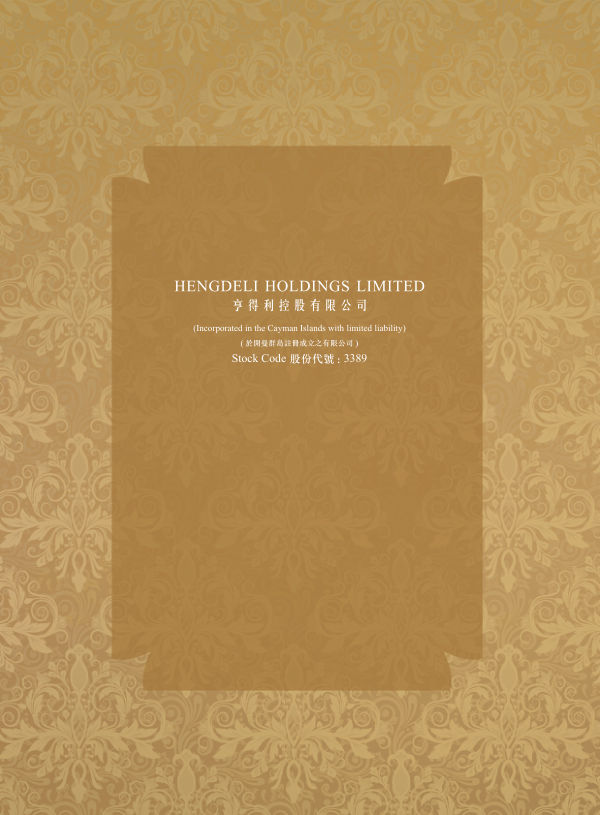 HENGDELI HOLDINGS LIMITED
亨得利控股有限公司
(Incorporated in the Cayman Islands with limited liability)
(於開曼群島註冊成立之有限公司)
Stock Code 股份代號 : 3389